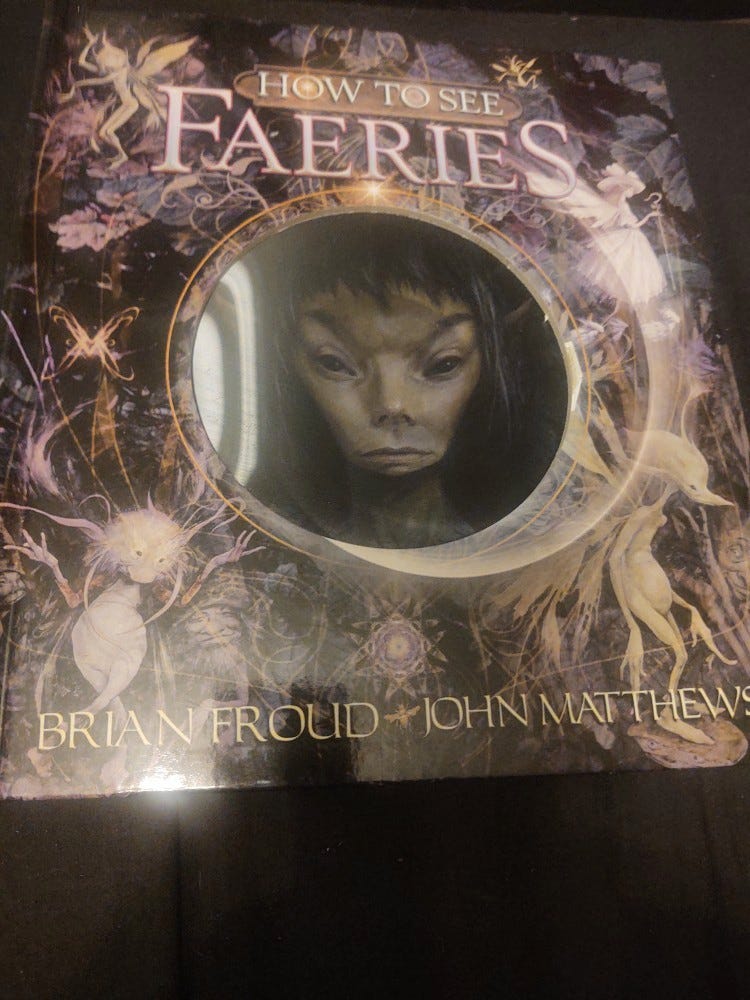 HOW TO SEE
FAERIES
BRIAN FROUD JOHN MATTHEWS